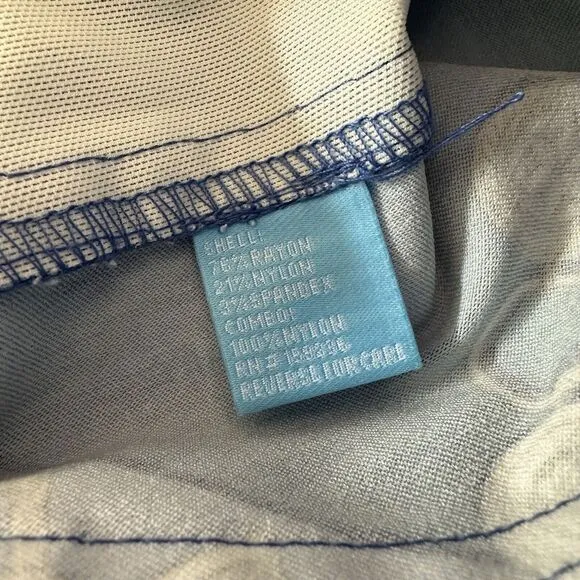 SHELL:
76% RAYON
21% NYLON
3% SPANDEX
COMBO:
100% NYLON
RN #
REVERSE FOR CARE